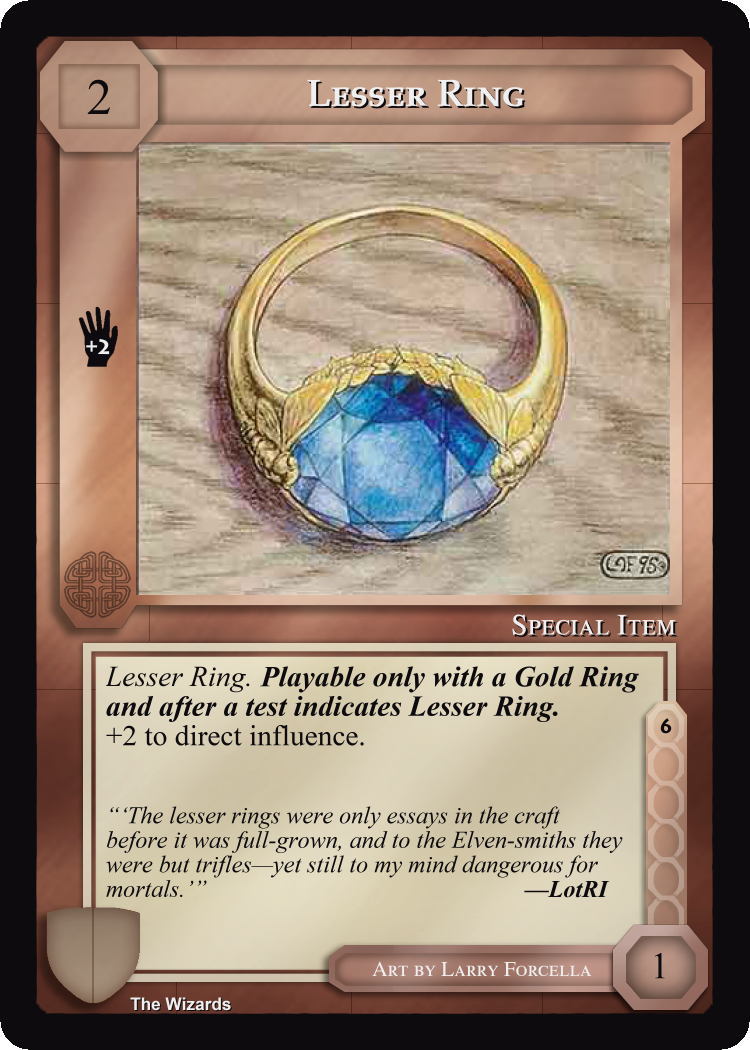 2
LESSER RING
+2
LAF 95
SPECIAL ITEM
Lesser Ring. Playable only with a Gold Ring
and after a test indicates Lesser Ring.
+2 to direct influence.
6
“‘The lesser rings were only essays in the craft
before it was full-grown, and to the Elven-smiths they
were but trifles—yet still to my mind dangerous for
mortals.’” —LotRI
ART BY LARRY FORCELLA
1
The Wizards